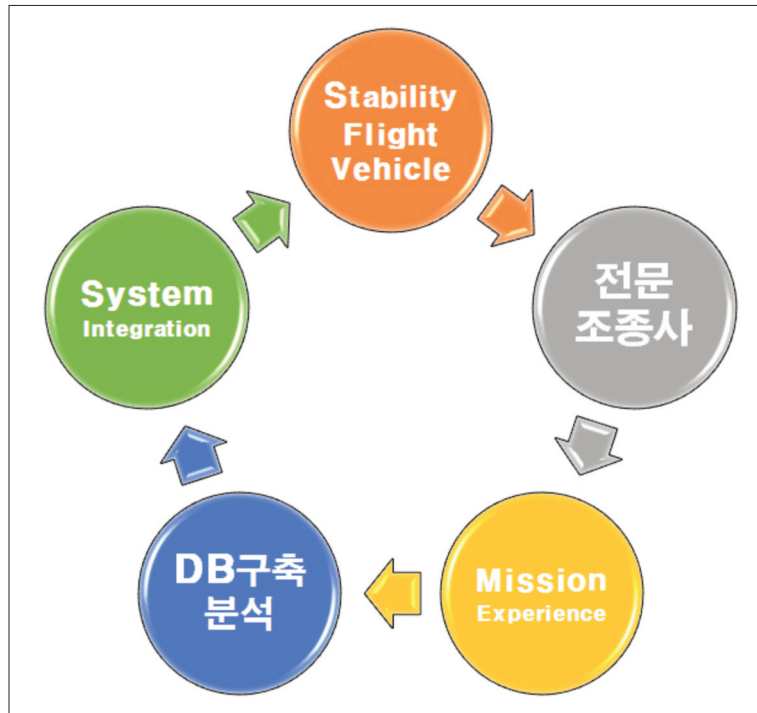 Stability
Flight
Vehicle
전문
조종사
Mission
Experience
DB구축
분석
System
Integration